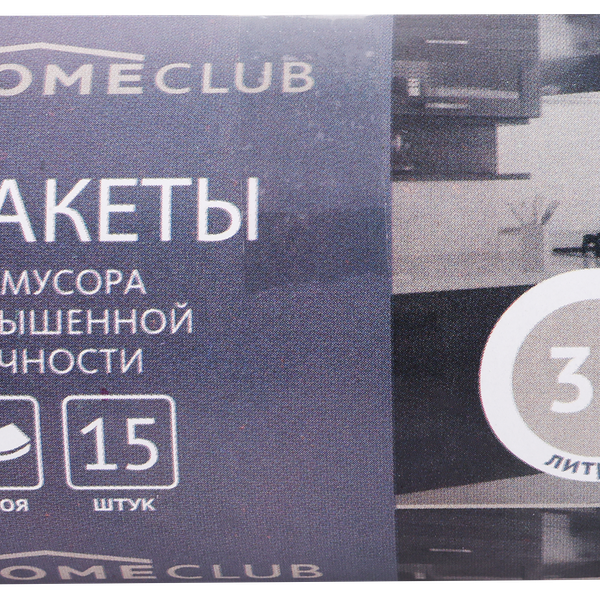 OMECLUB
АКЕТЫ
МУСОРА
ЫШЕННОЙ
ЧНОСТИ
15
ОЯ
ШТУК
3
ЛИТ
OMECLUB